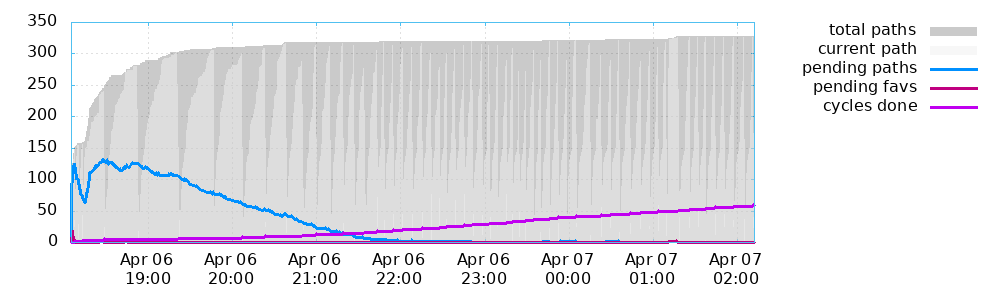 350
300
250
200
150
100
50
0
Apr 06 Apr 06 Apr 06 Apr 06 Apr 06 Apr 07 Apr 07 Apr 07
19:00 20:00 21:00 22:00 23:00 00:00 01:00 02:00
total paths
current path
pending paths
pending favs
cycles done